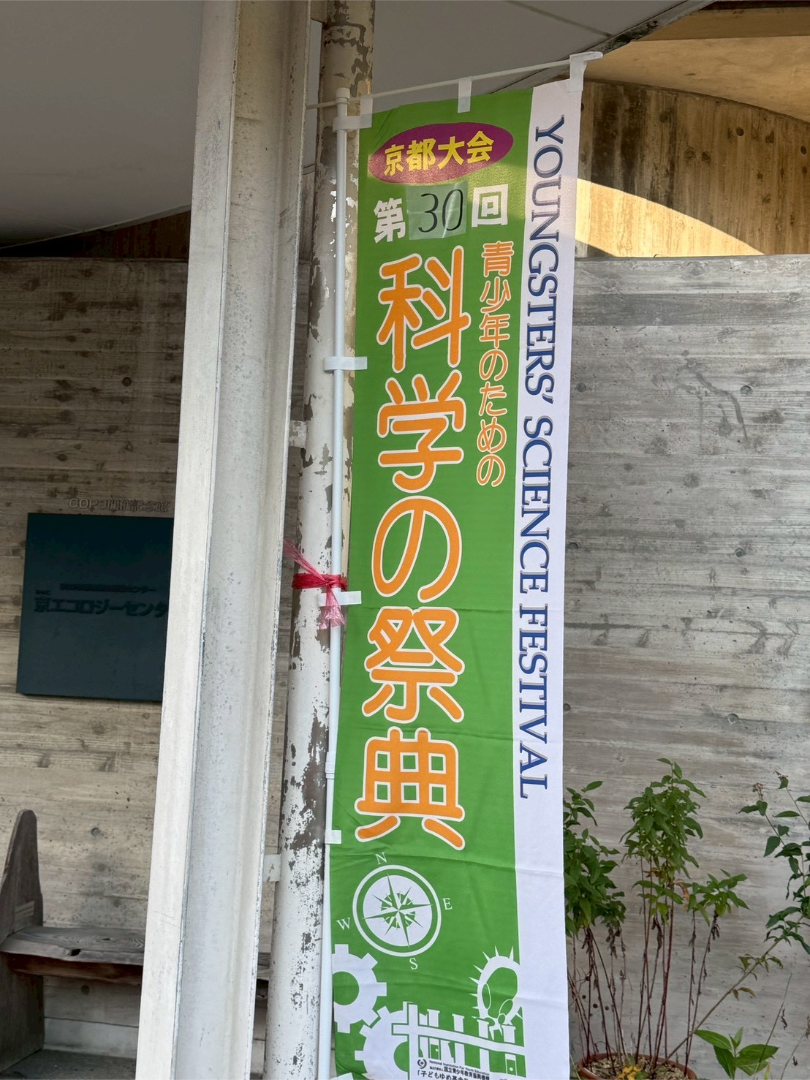 京都大会
第30回
青少年のための
科学の祭典
YOUNGSTERS' SCIENCE FESTIVAL
N
W
E
S
京エコロジーセンタ